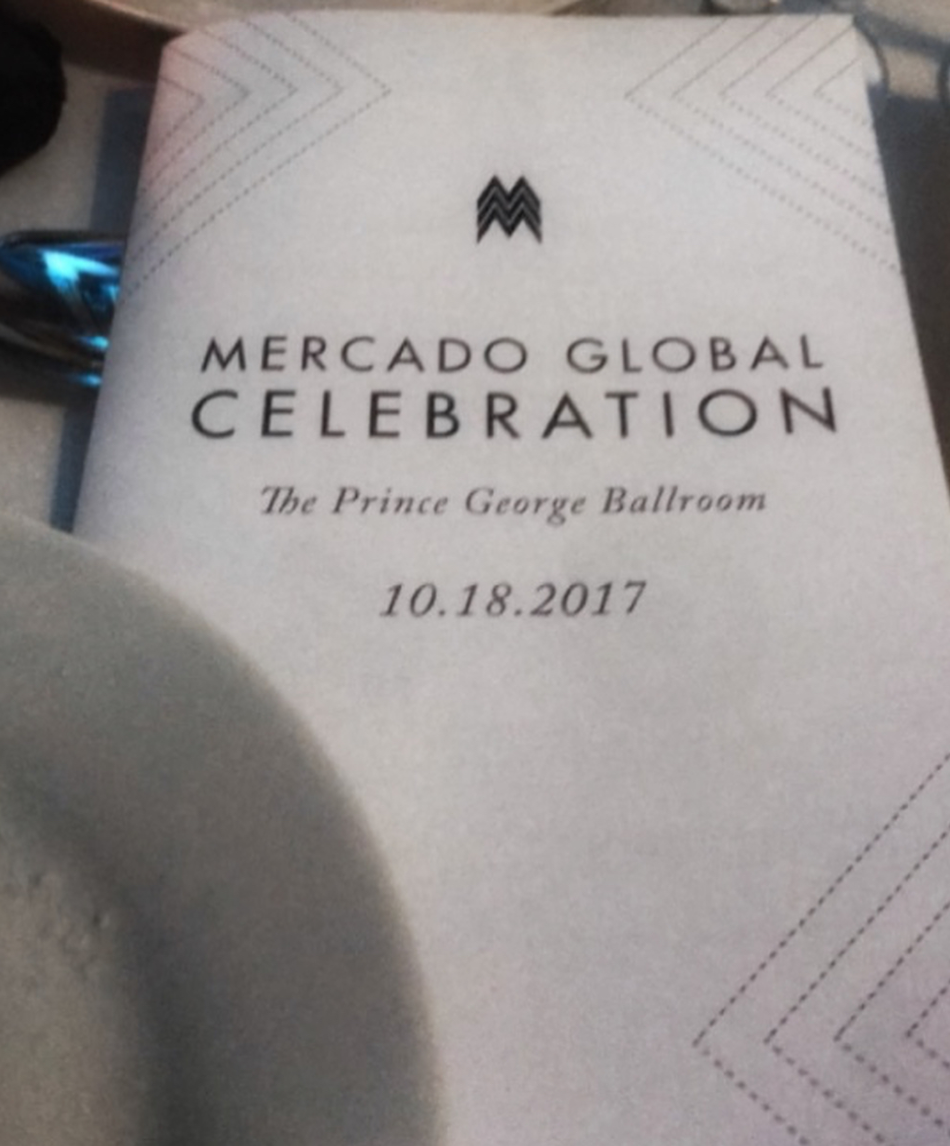 MERCADO GLOBAL
CELEBRATION
The Prince George Ballroom
10.18.2017